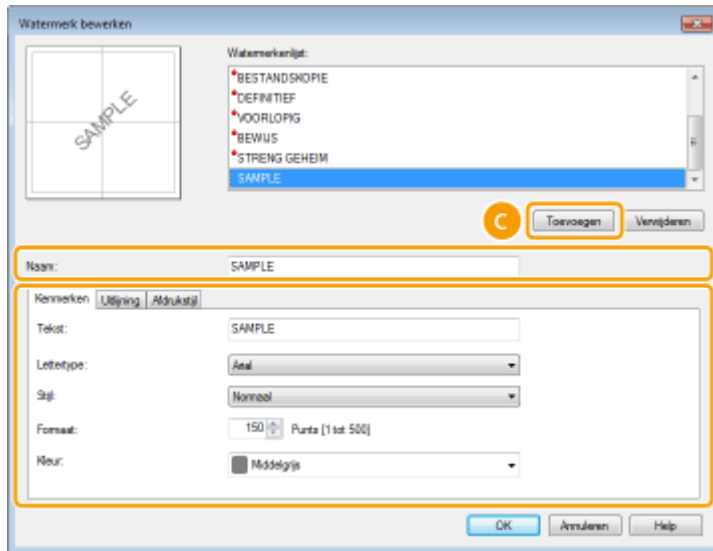 Watermerk bewerken
Watermerkenlijst:
SAMPLE
*BESTANDSKOPIE
*DEFINITIEF
*VOORLOPIG
*BEWIJS
*STRENG GEHEIM
SAMPLE
C Toevoegen Verwijderen
Naam: SAMPLE
Kenmerken Uitlijning Afdrukstijl
Tekst: SAMPLE
Lettertype: Arial
Stijl: Normaal
Formaat: 150 Punts [1 tot 500]
Kleur: Middelgrijs
OK Annuleren Help